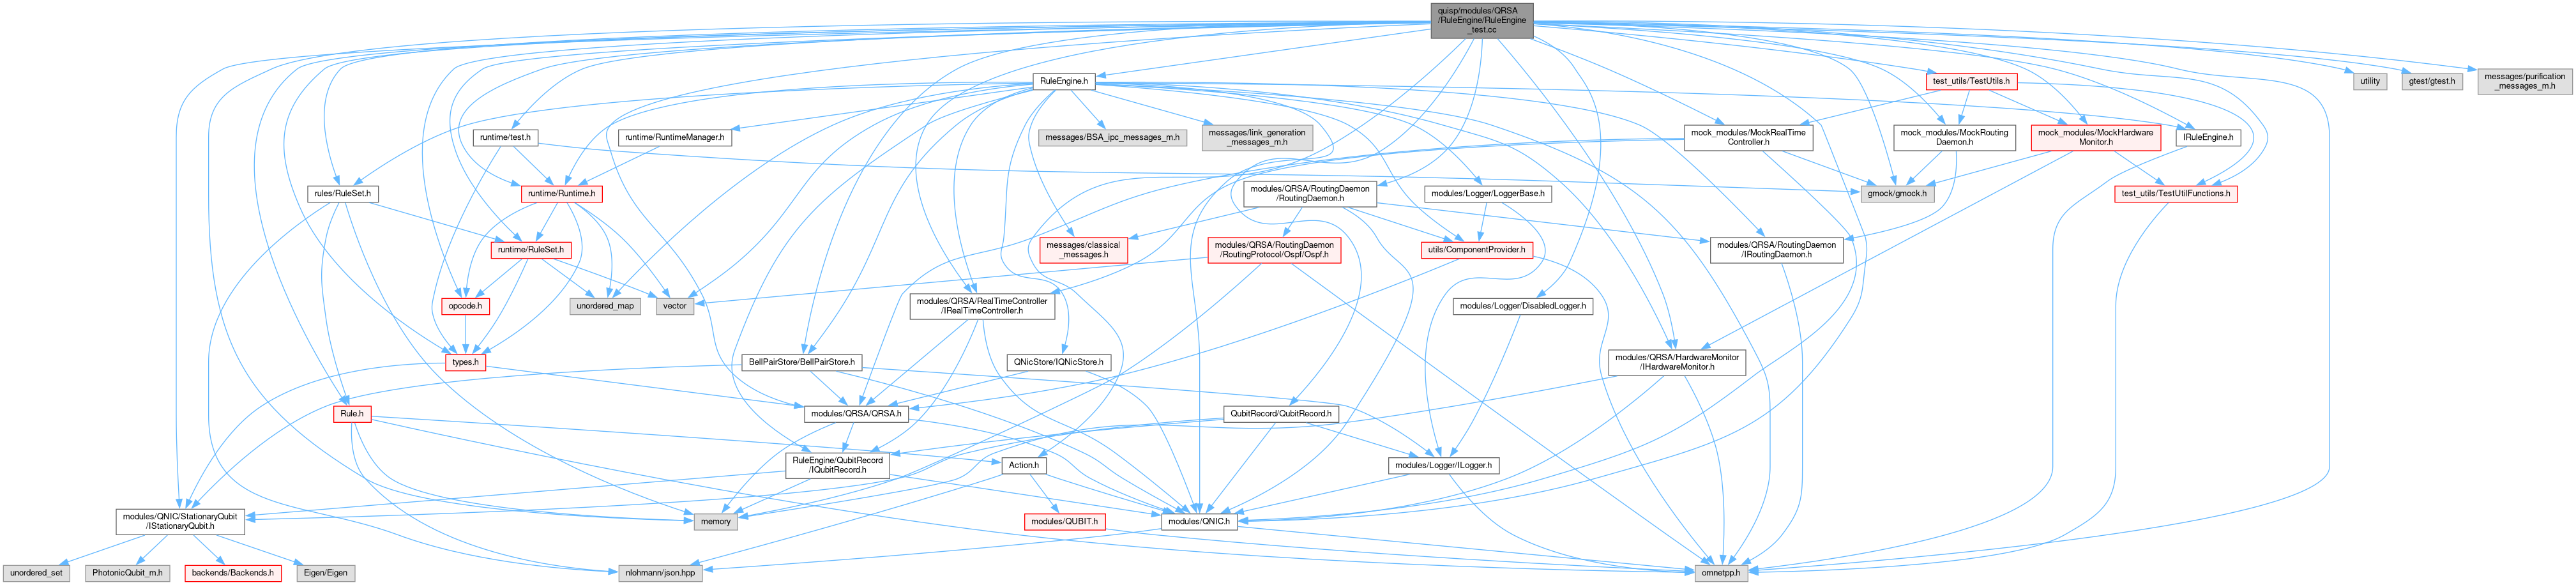 quisp/modules/QRSA
/RuleEngine/RuleEngine
_test.cc
RuleEngine.h
test_utils/TestUtils.h
utility
gtest/gtest.h
messages/purification
_messages_m.h
runtime/test.h
runtime/RuntimeManager.h
messages/BSA_ipc_messages_m.h
messages/link_generation
_messages_m.h
mock_modules/MockRealTime
Controller.h
mock_modules/MockRouting
Daemon.h
mock_modules/MockHardware
Monitor.h
IRuleEngine.h
rules/RuleSet.h
runtime/Runtime.h
modules/QRSA/RoutingDaemon
/RoutingDaemon.h
modules/Logger/LoggerBase.h
gmock/gmock.h
test_utils/TestUtilFunctions.h
runtime/RuleSet.h
messages/classical
_messages.h
modules/QRSA/RoutingDaemon
/RoutingProtocol/Ospf/Ospf.h
utils/ComponentProvider.h
modules/QRSA/RoutingDaemon
/IRoutingDaemon.h
opcode.h
unordered_map
vector
modules/QRSA/RealTimeController
/IRealTimeController.h
modules/Logger/DisabledLogger.h
types.h
BellPairStore/BellPairStore.h
QNicStore/IQNicStore.h
modules/QRSA/HardwareMonitor
/IHardwareMonitor.h
Rule.h
modules/QRSA/QRSA.h
QubitRecord/QubitRecord.h
RuleEngine/QubitRecord
/IQubitRecord.h
Action.h
modules/Logger/ILogger.h
modules/QNIC/StationaryQubit
/IStationaryQubit.h
memory
modules/QUBIT.h
modules/QNIC.h
unordered_set
PhotonicQubit_m.h
backends/Backends.h
Eigen/Eigen
nlohmann/json.hpp
omnetpp.h